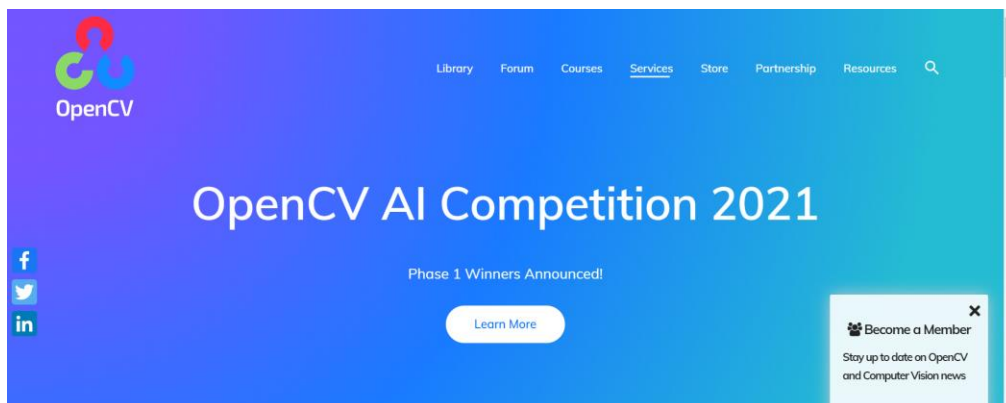 OpenCV
Library Forum Courses Services Store Partnership Resources
OpenCV AI Competition 2021
Phase 1 Winners Announced!
Learn More
f
in
Become a Member
Stay up to date on OpenCV
and Computer Vision news